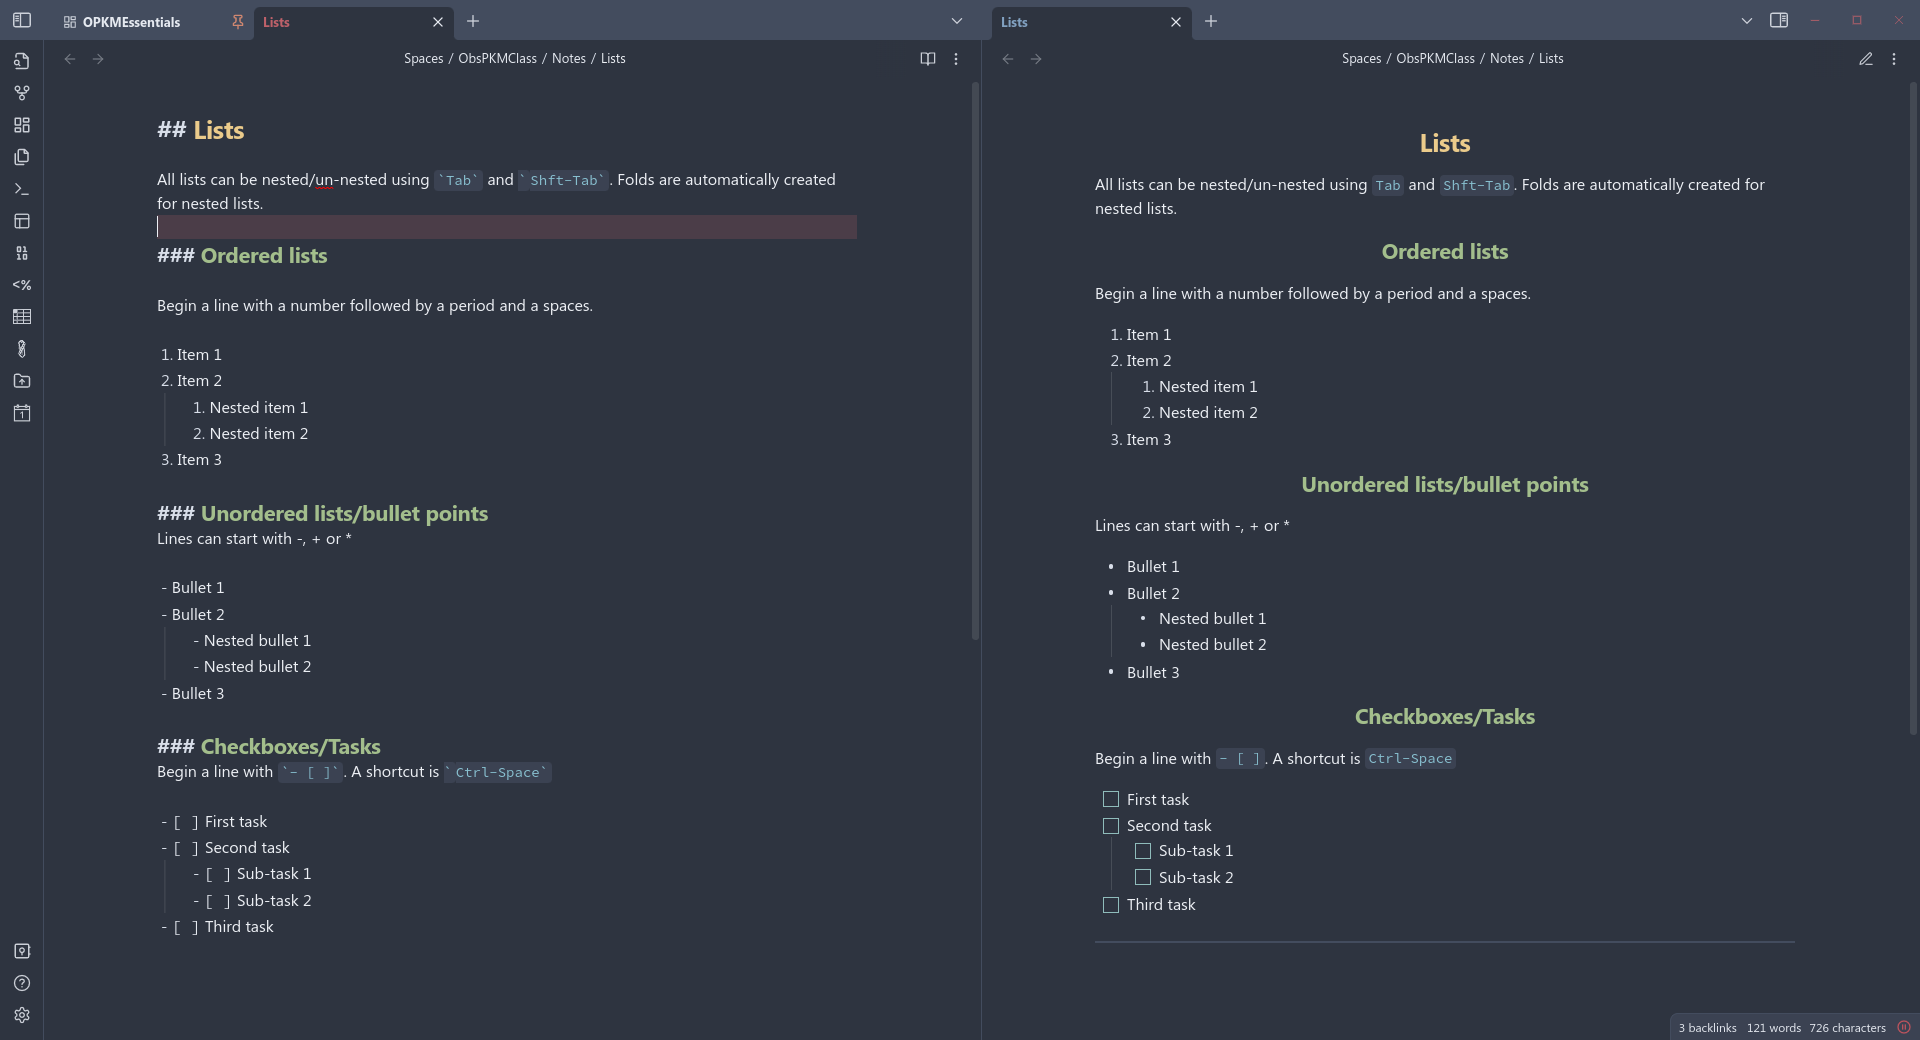 OPKMEssentials
Lists
Lists
Spaces / ObsPKMClass / Notes / Lists
## Lists
All lists can be nested/un-nested using `Tab` and ` Shft-Tab`. Folds are automatically created
for nested lists.
### Ordered lists
Begin a line with a number followed by a period and a spaces.
1. Item 1
2. Item 2
1. Nested item 1
2. Nested item 2
3. Item 3
### Unordered lists/bullet points
Lines can start with -, + or *
- Bullet 1
- Bullet 2
- Nested bullet 1
- Nested bullet 2
- Bullet 3
### Checkboxes/Tasks
Begin a line with `- [ ]`. A shortcut is `Ctrl-Space`
- [ ] First task
- [ ] Second task
- [ ] Sub-task 1
- [ ] Sub-task 2
- [ ] Third task
Spaces / ObsPKMClass / Notes / Lists
Lists
All lists can be nested/un-nested using Tab and Shft-Tab. Folds are automatically created for
nested lists.
Ordered lists
Begin a line with a number followed by a period and a spaces.
1. Item 1
2. Item 2
1. Nested item 1
2. Nested item 2
3. Item 3
Unordered lists/bullet points
Lines can start with -, + or *
• Bullet 1
• Bullet 2
• Nested bullet 1
• Nested bullet 2
• Bullet 3
Checkboxes/Tasks
Begin a line with - [ ]. A shortcut is Ctrl-Space
First task
Second task
Sub-task 1
Sub-task 2
Third task
3 backlinks 121 words 726 characters